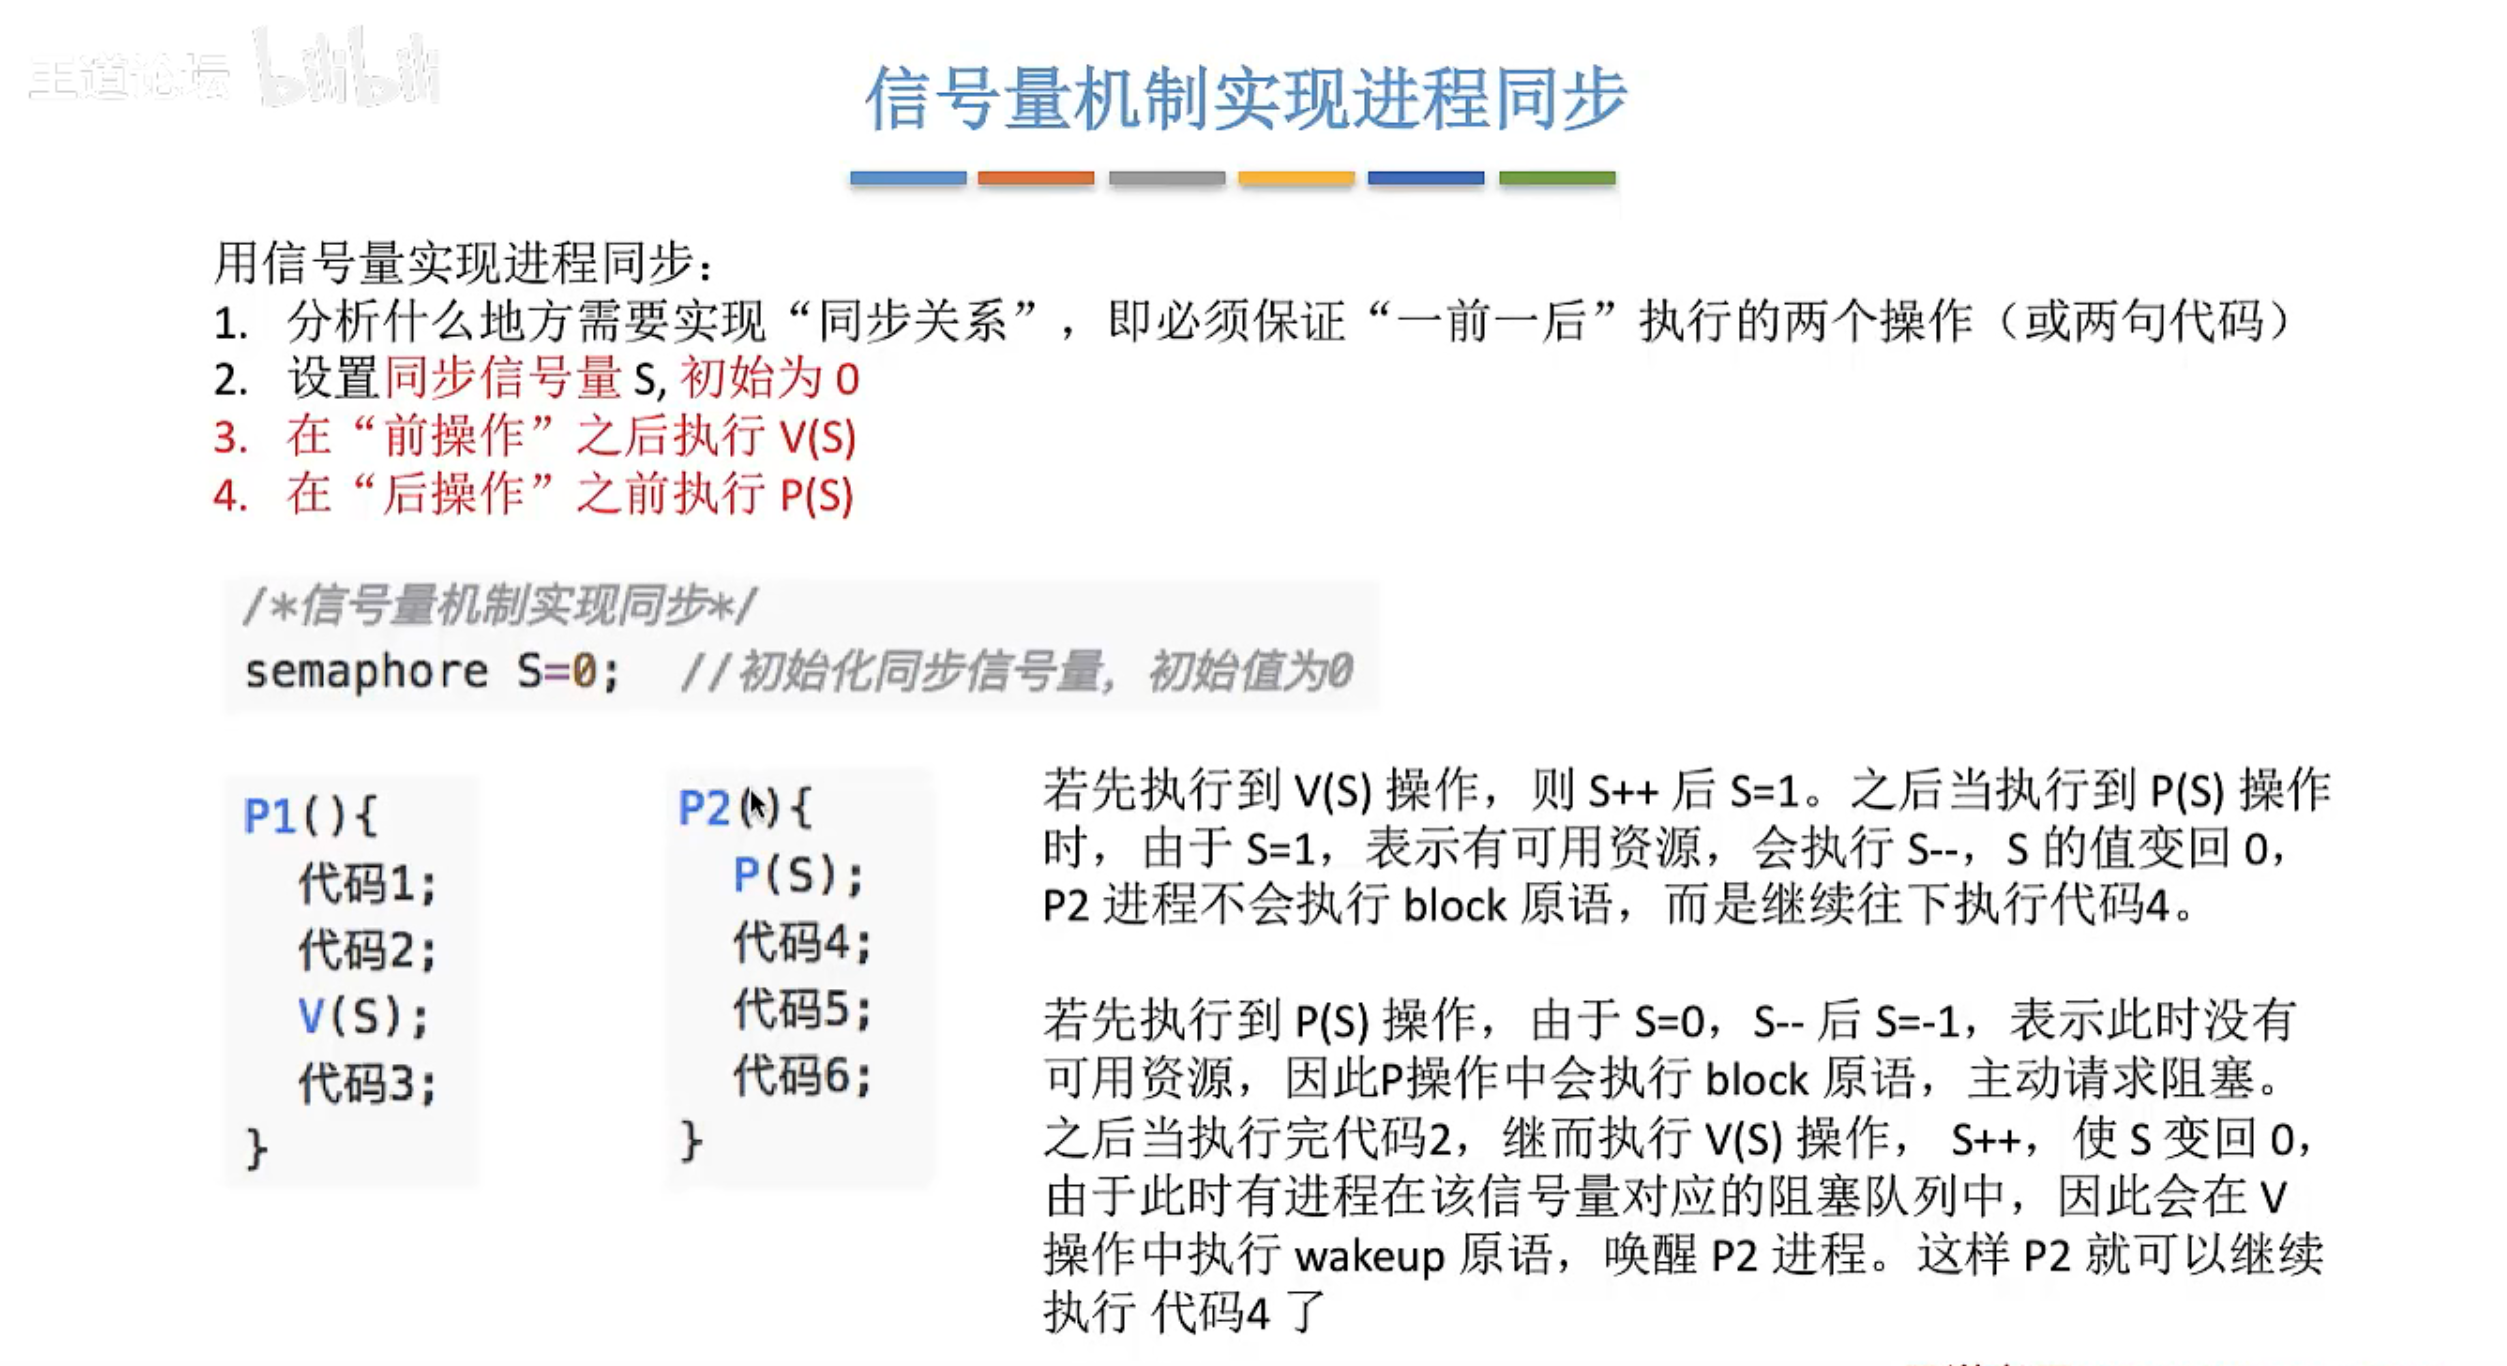 王道论坛 bilibili
信号量机制实现进程同步
用信号量实现进程同步：
1. 分析什么地方需要实现“同步关系”，即必须保证“一前一后”执行的两个操作（或两句代码）
2. 设置同步信号量 S, 初始为 0
3. 在“前操作”之后执行 V(S)
4. 在“后操作”之前执行 P(S)
/*信号量机制实现同步*/
semaphore S=0; //初始化同步信号量，初始值为0
P1(){
代码1;
代码2;
V(S);
代码3;
}
P2(){
P(S);
代码4;
代码5;
代码6;
}
若先执行到 V(S) 操作，则 S++ 后 S=1。之后当执行到 P(S) 操作
时，由于 S=1，表示有可用资源，会执行 S--，S 的值变回 0，
P2 进程不会执行 block 原语，而是继续往下执行代码4。
若先执行到 P(S) 操作，由于 S=0，S-- 后 S=-1，表示此时没有
可用资源，因此P操作中会执行 block 原语，主动请求阻塞。
之后当执行完代码2，继而执行 V(S) 操作， S++，使 S 变回 0，
由于此时有进程在该信号量对应的阻塞队列中，因此会在 V
操作中执行 wakeup 原语，唤醒 P2 进程。这样 P2 就可以继续
执行 代码4 了